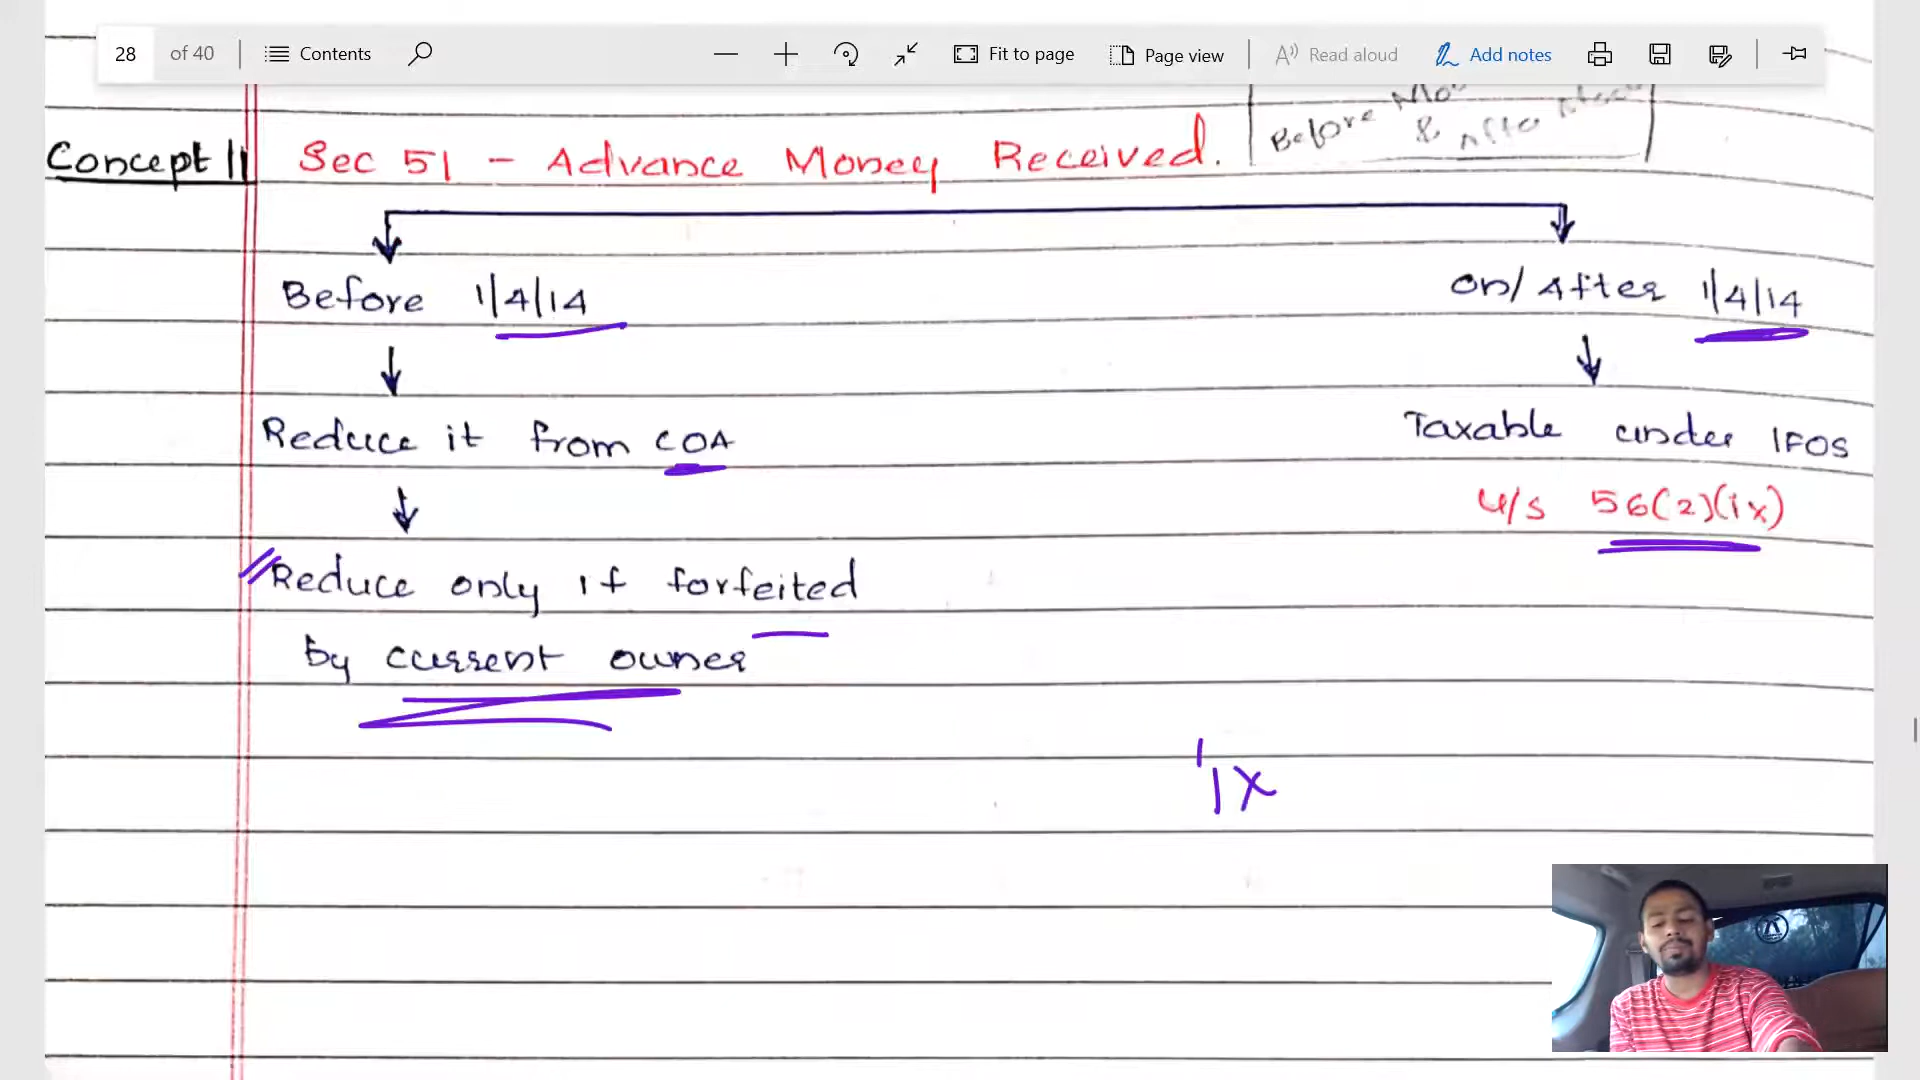 28 of 40 Contents Fit to page Page view Read aloud Add notes
Before
& After
Concept 11 Sec 51 - Advance Money Received.
Before 1/4/14
On/After 1/4/14
Reduce it from COA
Taxable under IFOS
u/s 56(2)(ix)
Reduce only if forfeited
by current owner
ix